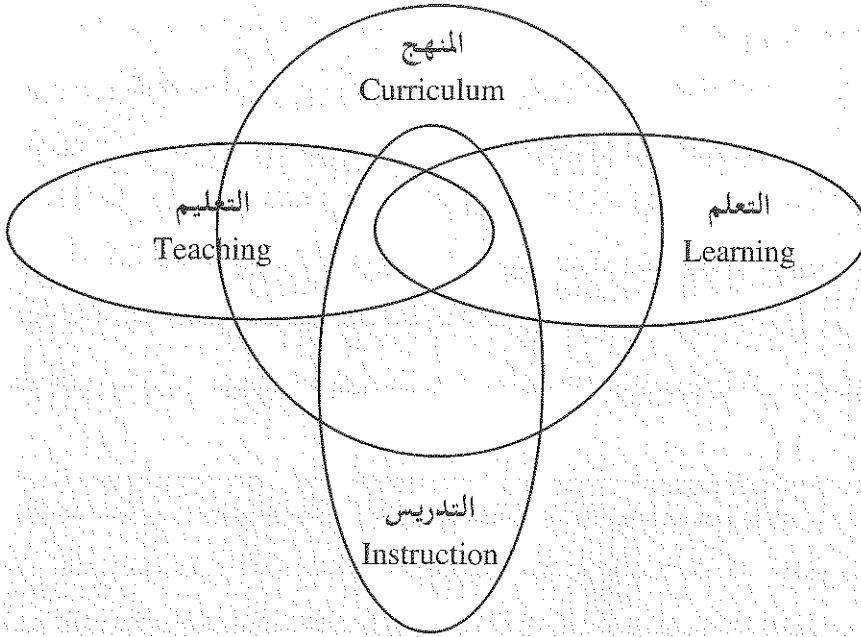 المنهج
Curriculum
التعليم
Teaching
التعلم
Learning
التدريس
Instruction